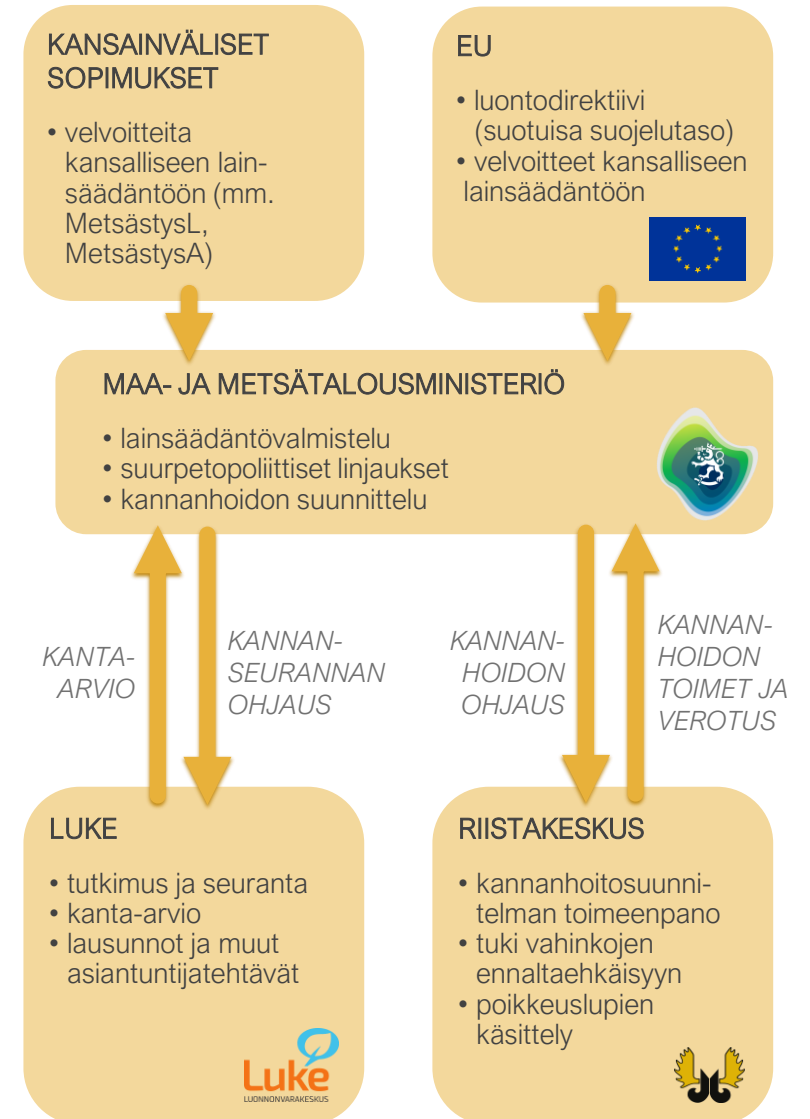 KANSAINVÄLISET
SOPIMUKSET
• velvoitteita
kansalliseen lain-
säädäntöön (mm.
MetsästysL,
MetsästysA)
EU
• luontodirektiivi
(suotuisa suojelutaso)
• velvoitteet kansalliseen
lainsäädäntöön
MAA- JA METSÄTALOUSMINISTERIÖ
• lainsäädäntövalmistelu
• suurpetopoliittiset linjaukset
• kannanhoidon suunnittelu
KANTA-
ARVIO
KANNAN-
SEURANNAN
OHJAUS
KANNAN-
HOIDON
OHJAUS
KANNAN-
HOIDON
TOIMET JA
VEROTUS
LUKE
• tutkimus ja seuranta
• kanta-arvio
• lausunnot ja muut
asiantuntijatehtävät
Luke
LUONNONVARAKESKUS
RIISTAKESKUS
• kannanhoitosuunni-
telman toimeenpano
• tuki vahinkojen
ennaltaehkäisyyn
• poikkeuslupien
käsittely